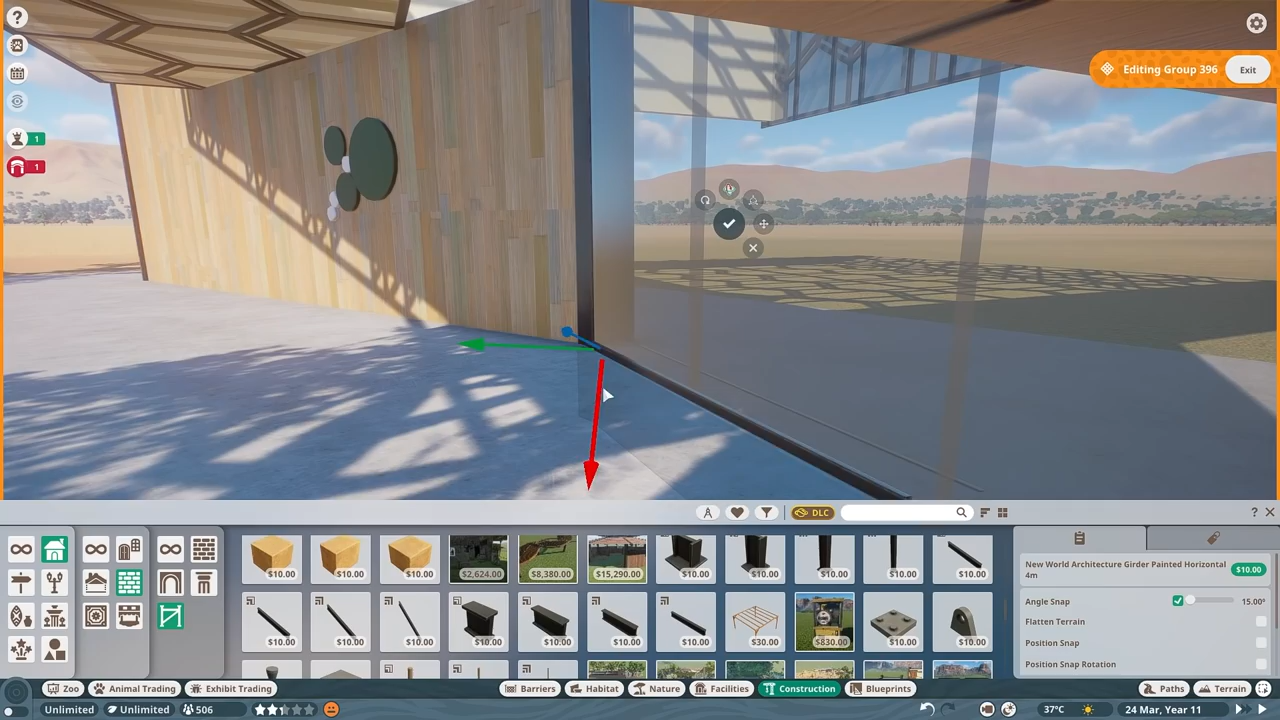 ?
Editing Group 396
Exit
1
1
DLC
?
$10.00
$10.00
$10.00
$2,624.00
$8,380.00
$15,290.00
$10.00
$10.00
$10.00
$10.00
$10.00
New World Architecture Girder Painted Horizontal
4m
$10.00
$10.00
$10.00
$10.00
$10.00
$10.00
$10.00
$10.00
$30.00
$830.00
$10.00
$10.00
Angle Snap
15.00°
Flatten Terrain
Position Snap
Position Snap Rotation
Zoo
Animal Trading
Exhibit Trading
Barriers
Habitat
Nature
Facilities
Construction
Blueprints
Paths
Terrain
Unlimited
Unlimited
506
37°C
24 Mar, Year 11